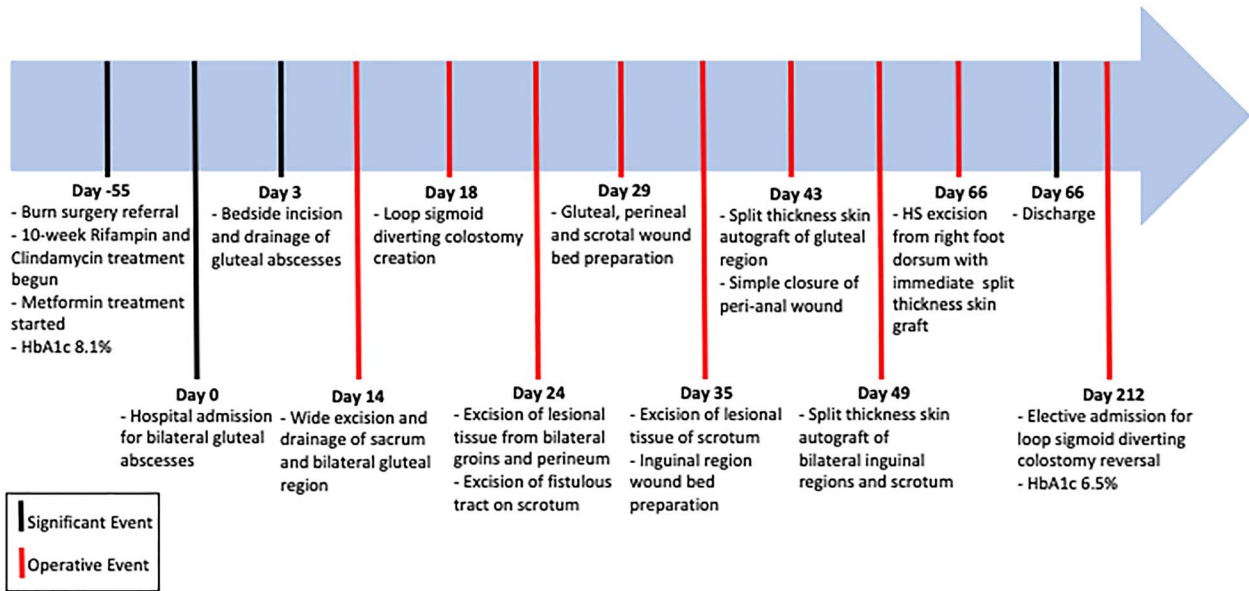 Day -55
- Burn surgery referral
- 10-week Rifampin and
Clindamycin treatment
begun
- Metformin treatment
started
- HbA1c 8.1%
Day 0
- Hospital admission
for bilateral gluteal
abscesses
Day 3
- Bedside incision
and drainage of
gluteal abscesses
Day 14
- Wide excision and
drainage of sacrum
and bilateral gluteal
region
Day 18
- Loop sigmoid
diverting colostomy
creation
Day 24
- Excision of lesional
tissue from bilateral
groins and perineum
- Excision of fistulous
tract on scrotum
Day 29
- Gluteal, perineal
and scrotal wound
bed preparation
Day 35
- Excision of lesional
tissue of scrotum
- Inguinal region
wound bed
preparation
Day 43
- Split thickness skin
autograft of gluteal
region
- Simple closure of
peri-anal wound
Day 49
- Split thickness skin
autograft of
bilateral inguinal
regions and scrotum
Day 66
- HS excision
from right foot
dorsum with
immediate split
thickness skin
graft
Day 66
- Discharge
Day 212
- Elective admission for
loop sigmoid diverting
colostomy reversal
- HbA1c 6.5%
Significant Event
Operative Event